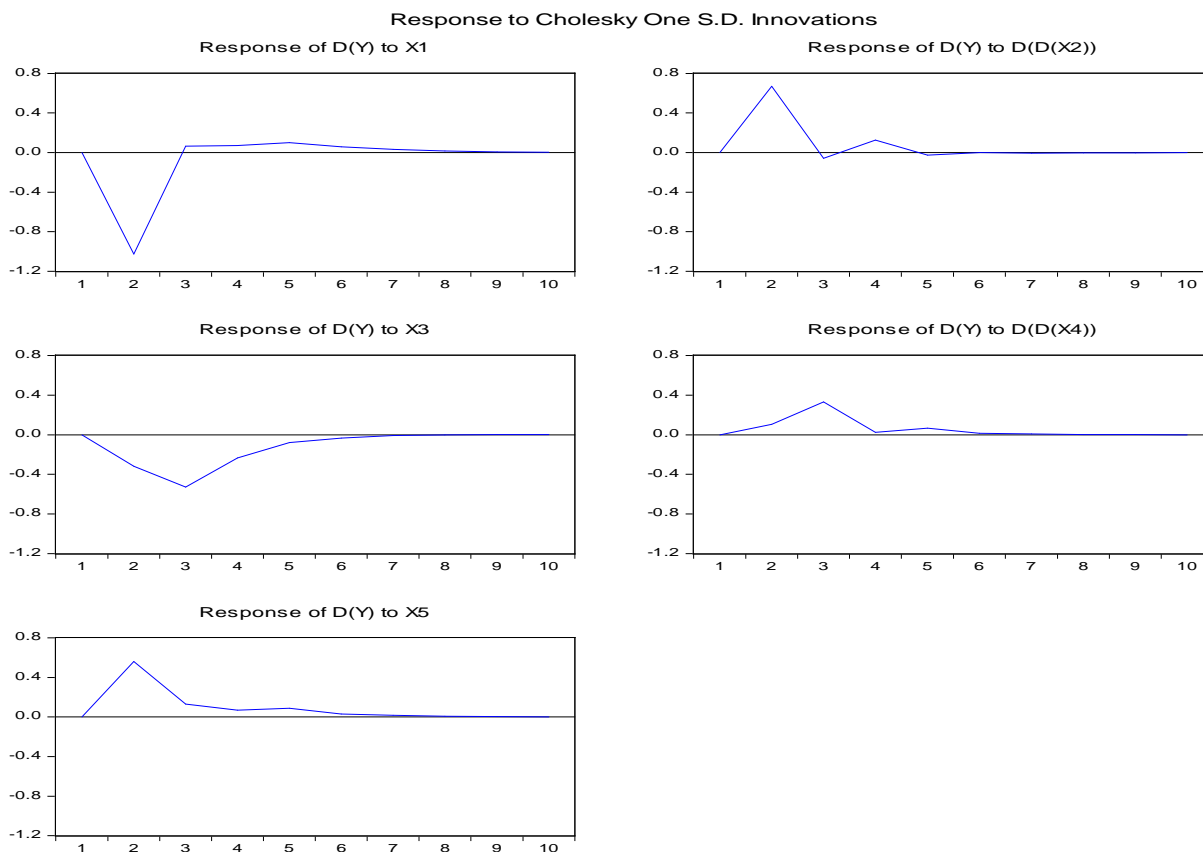 Response to Cholesky One S.D. Innovations
Response of D(Y) to X1
0.8
0.4
0.0
-0.4
-0.8
-1.2
1 2 3 4 5 6 7 8 9 10
Response of D(Y) to D(D(X2))
0.8
0.4
0.0
-0.4
-0.8
-1.2
1 2 3 4 5 6 7 8 9 10
Response of D(Y) to X3
0.8
0.4
0.0
-0.4
-0.8
-1.2
1 2 3 4 5 6 7 8 9 10
Response of D(Y) to D(D(X4))
0.8
0.4
0.0
-0.4
-0.8
-1.2
1 2 3 4 5 6 7 8 9 10
Response of D(Y) to X5
0.8
0.4
0.0
-0.4
-0.8
-1.2
1 2 3 4 5 6 7 8 9 10